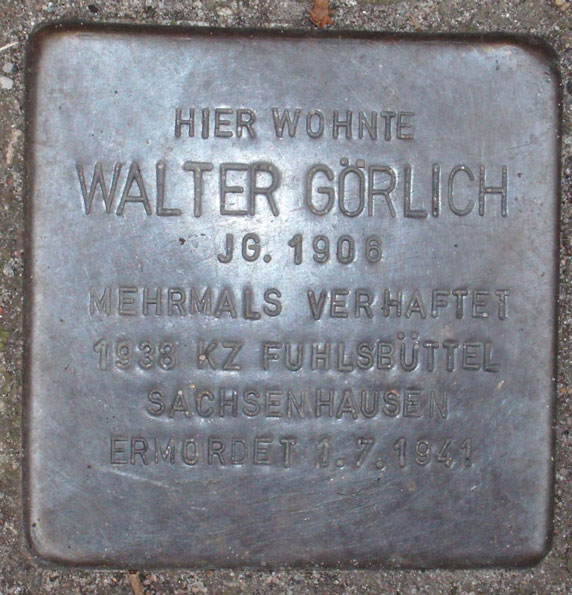 HIER WOHNTE
WALTER GÖRLICH
JG. 1906
MEHRMALS VERHAFTET
1938 KZ FUHLSBÜTTEL
SACHSENHAUSEN
ERMORDET 1.7.1941